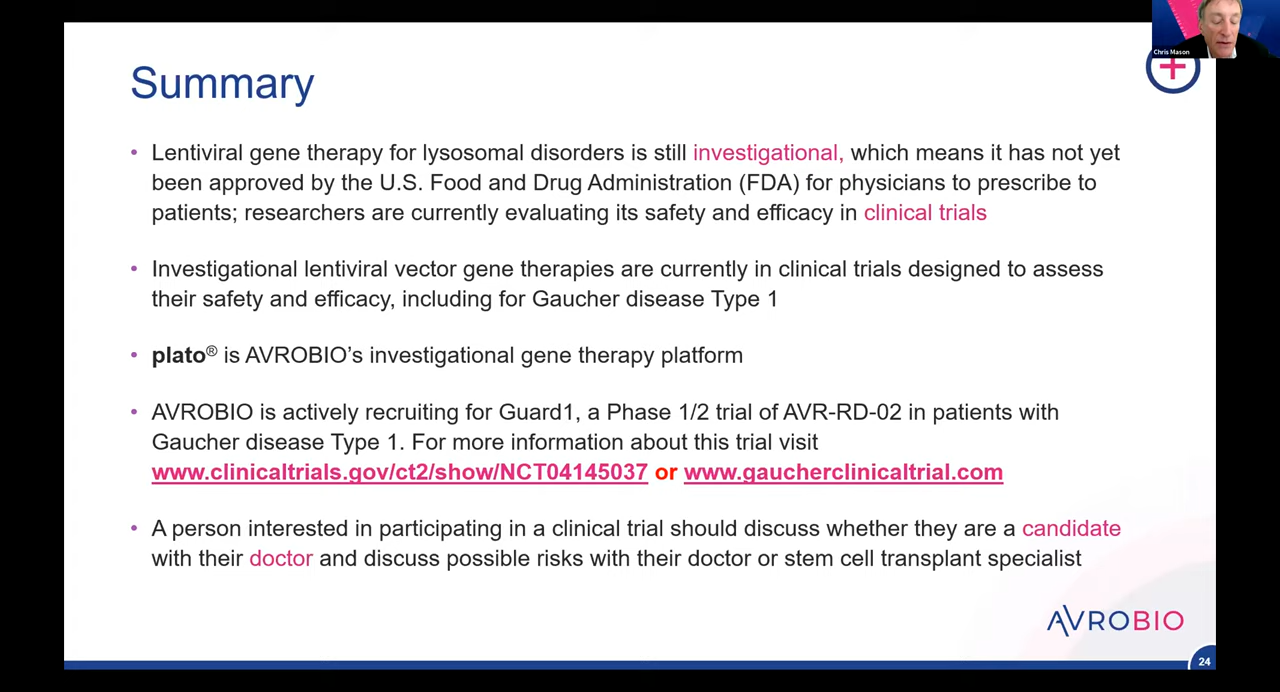 Chris Mason
Summary
• Lentiviral gene therapy for lysosomal disorders is still investigational, which means it has not yet
been approved by the U.S. Food and Drug Administration (FDA) for physicians to prescribe to
patients; researchers are currently evaluating its safety and efficacy in clinical trials
• Investigational lentiviral vector gene therapies are currently in clinical trials designed to assess
their safety and efficacy, including for Gaucher disease Type 1
• plato® is AVROBIO’s investigational gene therapy platform
• AVROBIO is actively recruiting for Guard1, a Phase 1/2 trial of AVR-RD-02 in patients with
Gaucher disease Type 1. For more information about this trial visit
www.clinicaltrials.gov/ct2/show/NCT04145037 or www.gaucherclinicaltrial.com
• A person interested in participating in a clinical trial should discuss whether they are a candidate
with their doctor and discuss possible risks with their doctor or stem cell transplant specialist
AVROBIO
24